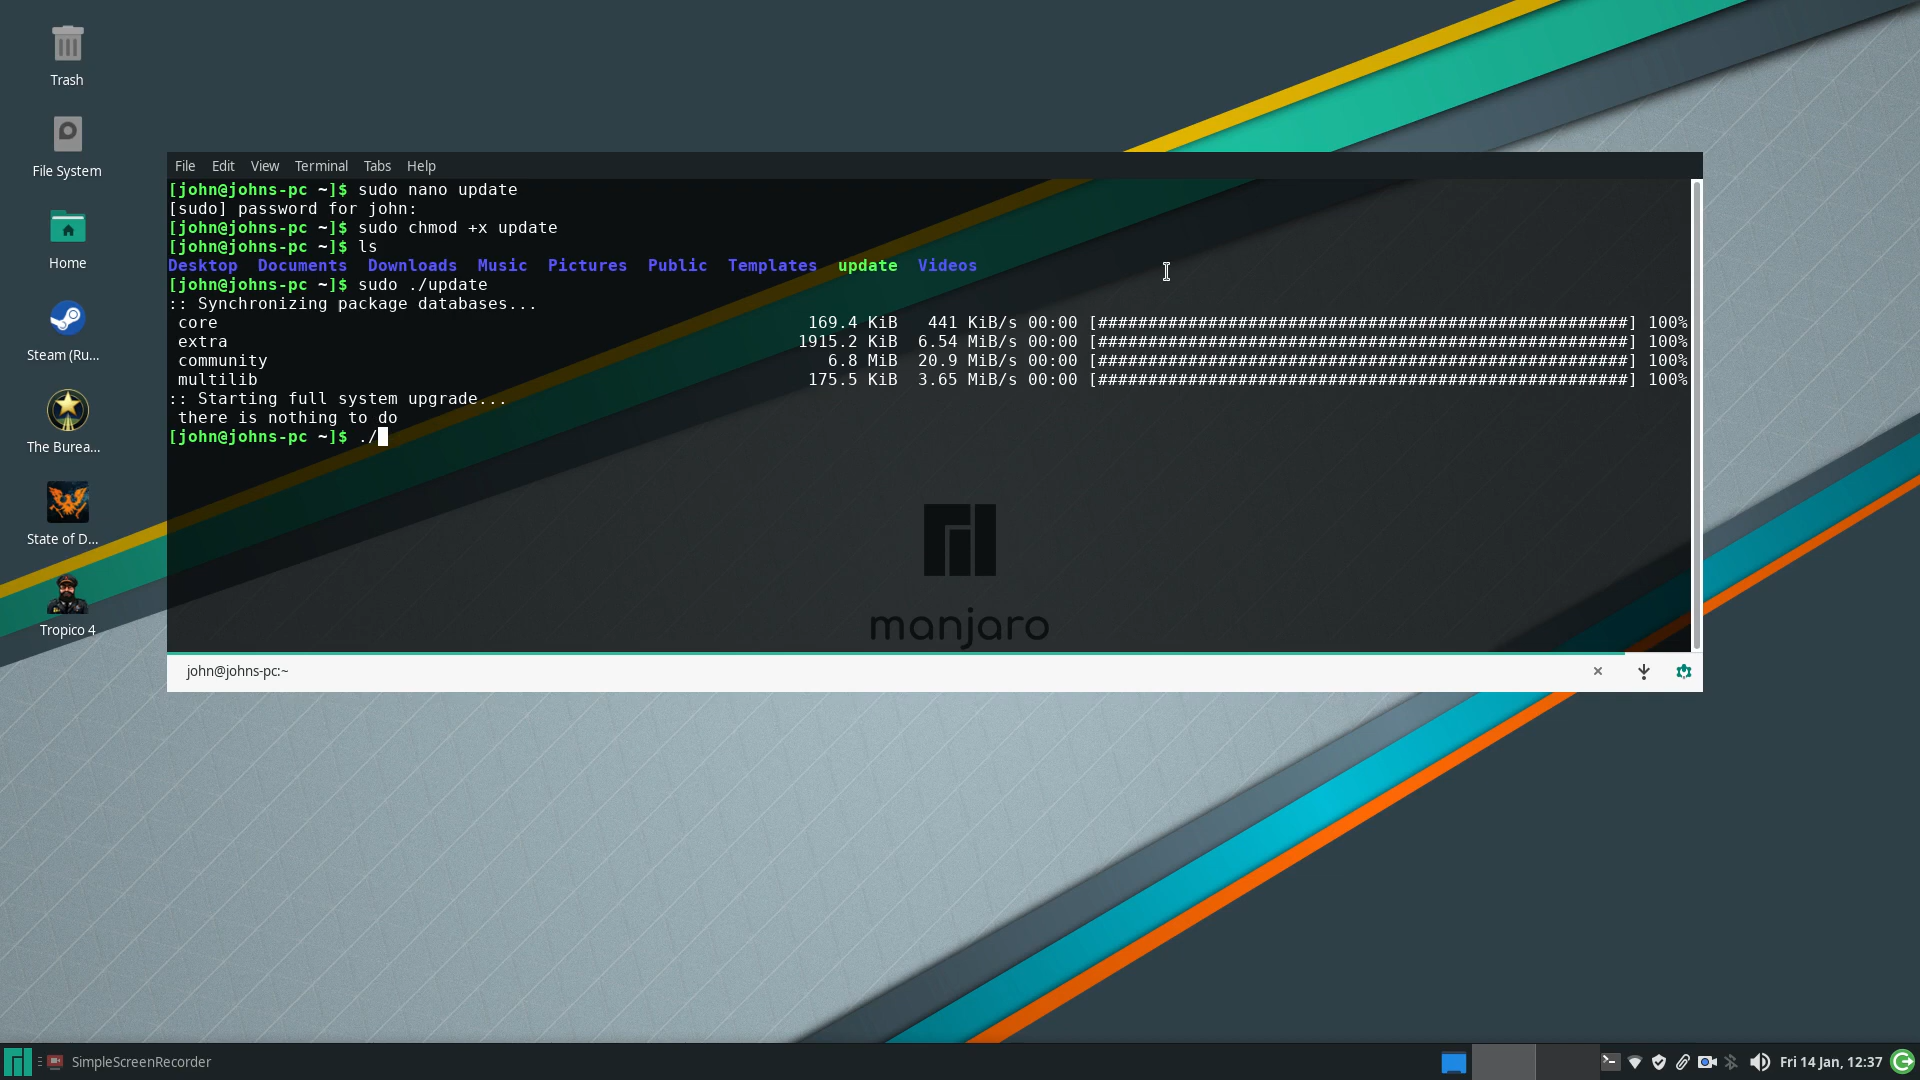 Trash
File System
Home
Steam (Ru...
The Burea...
State of D...
Tropico 4
File Edit View Terminal Tabs Help
[john@johns-pc ~]$ sudo nano update
[sudo] password for john:
[john@johns-pc ~]$ sudo chmod +x update
[john@johns-pc ~]$ ls
Desktop Documents Downloads Music Pictures Public Templates update Videos
[john@johns-pc ~]$ sudo ./update
:: Synchronizing package databases...
core 169.4 KiB 441 KiB/s 00:00 [#####################################################] 100%
extra 1915.2 KiB 6.54 MiB/s 00:00 [#####################################################] 100%
community 6.8 MiB 20.9 MiB/s 00:00 [#####################################################] 100%
multilib 175.5 KiB 3.65 MiB/s 00:00 [#####################################################] 100%
:: Starting full system upgrade...
there is nothing to do
[john@johns-pc ~]$ ./
manjaro
john@johns-pc:~
SimpleScreenRecorder
Fri 14 Jan, 12:37